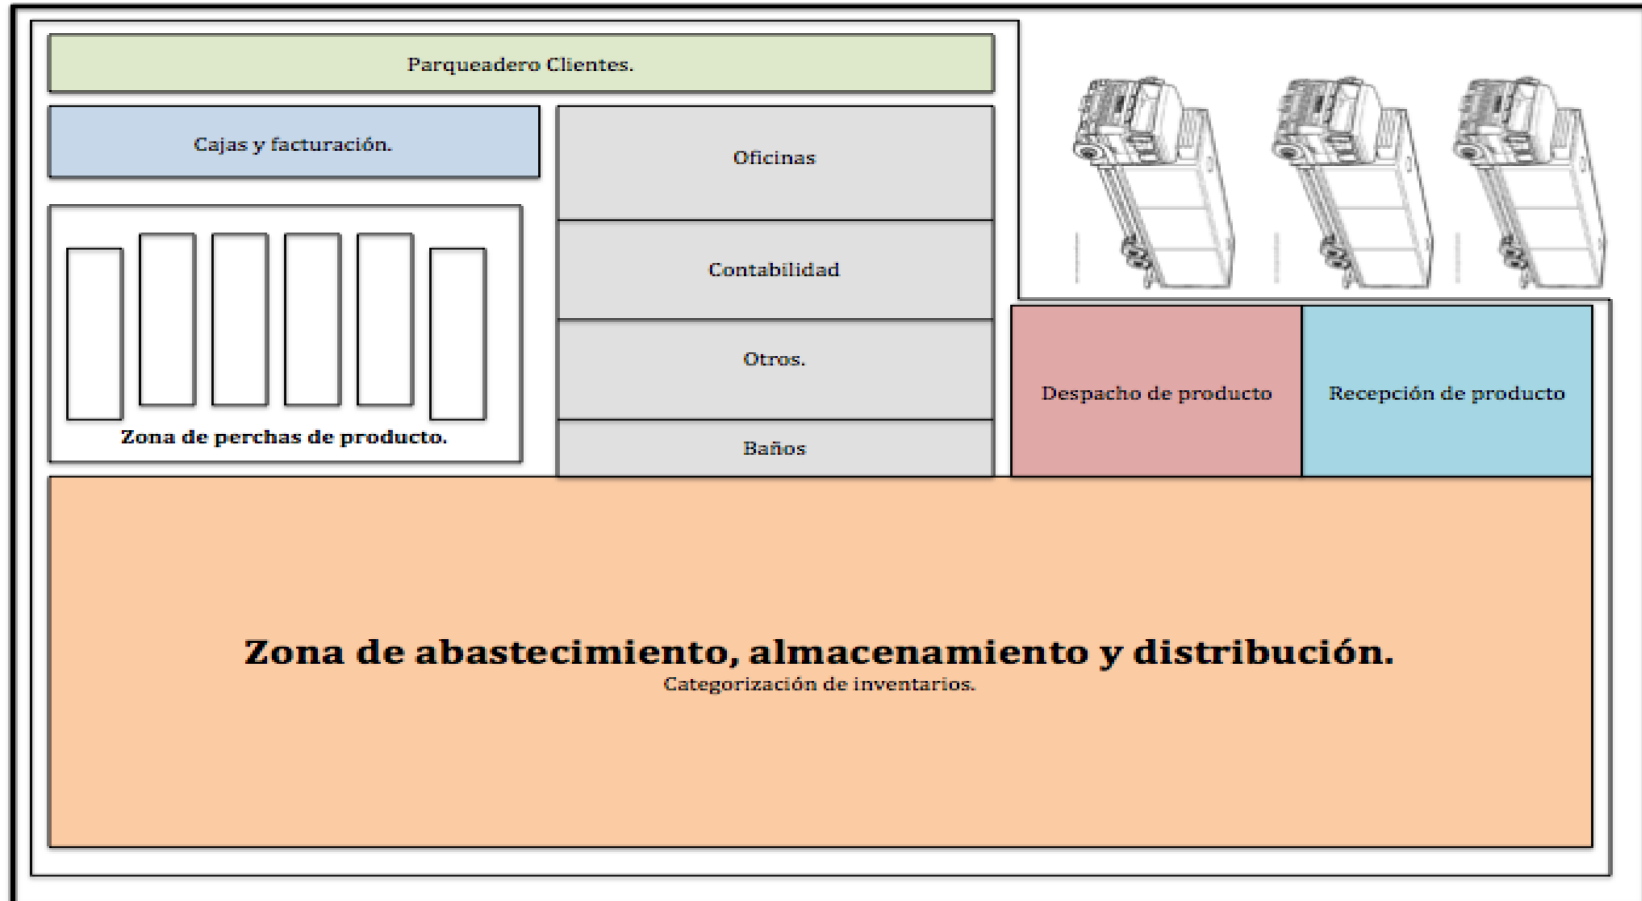 Parqueadero Clientes.
Cajas y facturación.
Oficinas
Contabilidad
Otros.
Baños
Zona de perchas de producto.
Despacho de producto
Recepción de producto
Zona de abastecimiento, almacenamiento y distribución.
Categorización de inventarios.